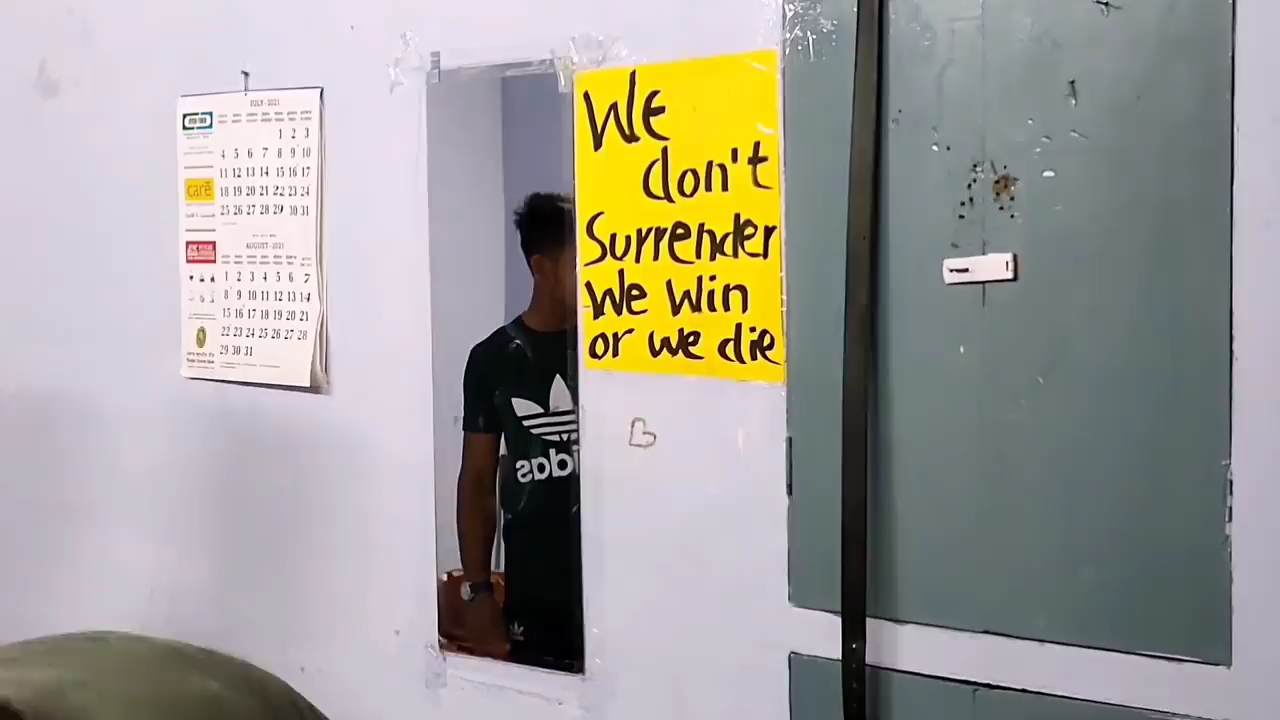 JULY-2021
1 2 3
4 5 6 7 8 9 10
11 12 13 14 15 16 17
18 19 20 21 22 23 24
25 26 27 28 29 30 31
care
AUGUST-2021
1 2 3 4 5 6 7
8 9 10 11 12 13 14
15 16 17 18 19 20 21
22 23 24 25 26 27 28
29 30 31
adidas
We
don't
Surrender
We win
or we die